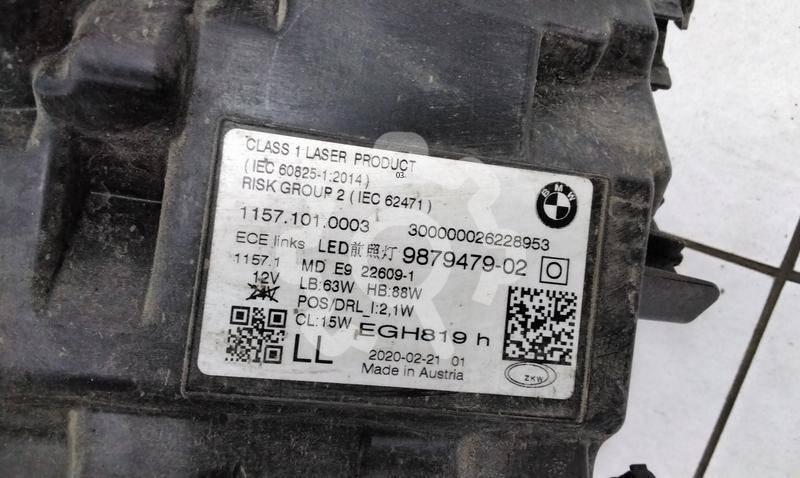 CLASS 1 LASER PRODUCT
(IEC 60825-1:2014)
03.
RISK GROUP 2 (IEC 62471)
BMW
1157.101.0003 300000026228953
ECE links LED前照灯 9879479-02
1157.1 MD E9 22609-1
12V LB:63W HB:88W
24V POS/DRL_I:2,1W
CL:15W EGH819 h
LL 2020-02-21 01
Made in Austria
ZKW